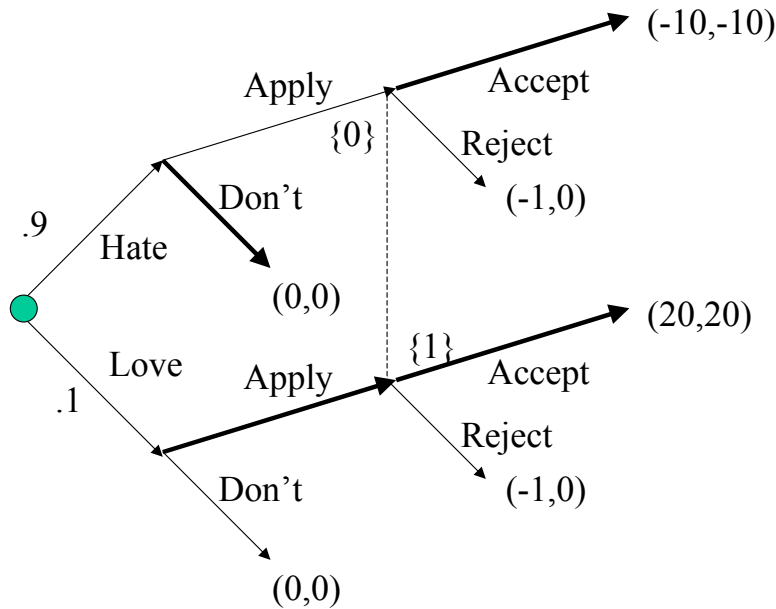 (-10,-10)
Apply
Accept
{0}
Reject
Don’t
(-1,0)
.9
Hate
(0,0)
(20,20)
{1}
Love
Apply
Accept
.1
Reject
Don’t
(-1,0)
(0,0)